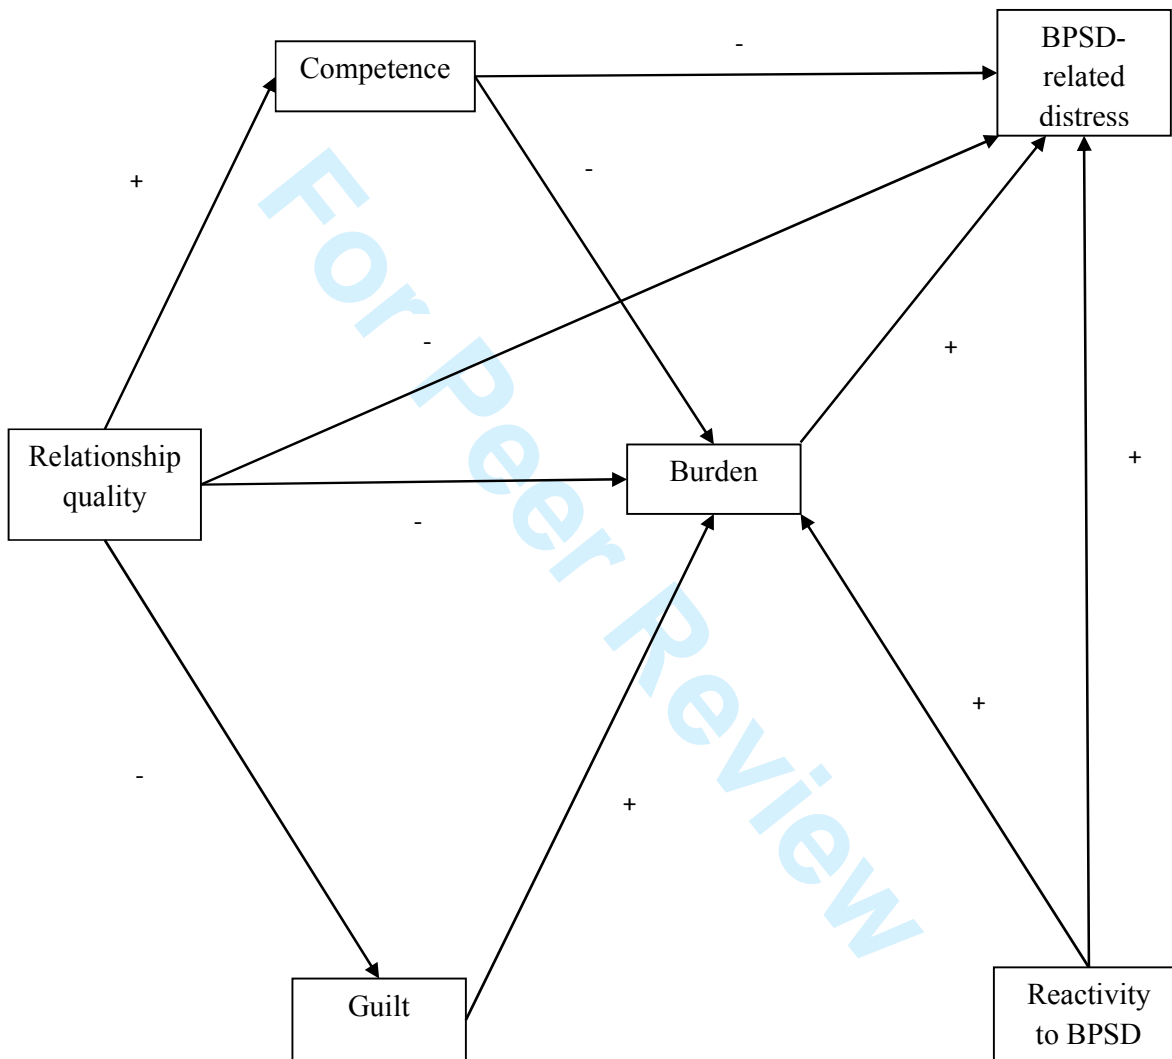 -
BPSD-
related
distress
Competence
-
+
-
+
+
Relationship
quality
Burden
-
-
+
-
+
Guilt
Reactivity
to BPSD
For Peer Review